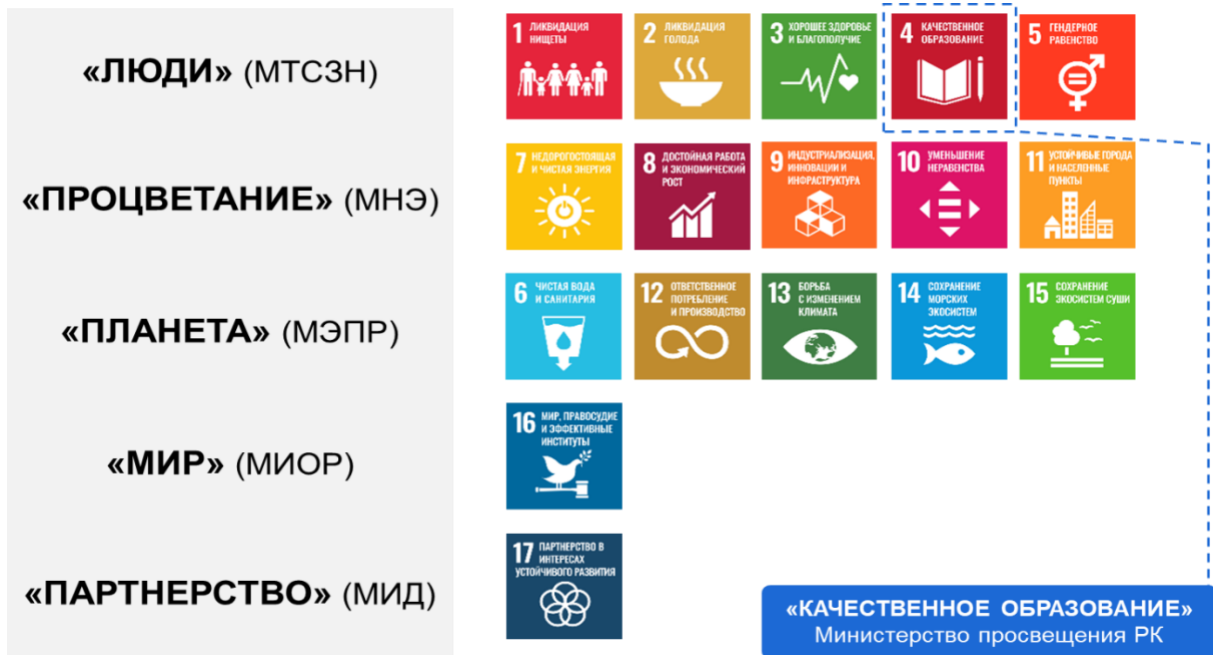 «ЛЮДИ» (МТСЗН)
1 ЛИКВИДАЦИЯ
НИЩЕТЫ
2 ЛИКВИДАЦИЯ
ГОЛОДА
3 ХОРОШЕЕ ЗДОРОВЬЕ
И БЛАГОПОЛУЧИЕ
4 КАЧЕСТВЕННОЕ
ОБРАЗОВАНИЕ
5 ГЕНДЕРНОЕ
РАВЕНСТВО
«ПРОЦВЕТАНИЕ» (МНЭ)
7 НЕДОРОГОСТОЯЩАЯ
И ЧИСТАЯ ЭНЕРГИЯ
8 ДОСТОЙНАЯ РАБОТА
И ЭКОНОМИЧЕСКИЙ
РОСТ
9 ИНДУСТРИАЛИЗАЦИЯ,
ИННОВАЦИИ И
ИНФРАСТРУКТУРА
10 УМЕНЬШЕНИЕ
НЕРАВЕНСТВА
11 УСТОЙЧИВЫЕ ГОРОДА
И НАСЕЛЕННЫЕ
ПУНКТЫ
«ПЛАНЕТА» (МЭПР)
6 ЧИСТАЯ ВОДА
И САНИТАРИЯ
12 ОТВЕТСТВЕННОЕ
ПОТРЕБЛЕНИЕ
И ПРОИЗВОДСТВО
13 БОРЬБА
С ИЗМЕНЕНИЕМ
КЛИМАТА
14 СОХРАНЕНИЕ
МОРСКИХ
ЭКОСИСТЕМ
15 СОХРАНЕНИЕ
ЭКОСИСТЕМ СУШИ
«МИР» (МИОР)
16 МИР, ПРАВОСУДИЕ
И ЭФФЕКТИВНЫЕ
ИНСТИТУТЫ
«ПАРТНЕРСТВО» (МИД)
17 ПАРТНЕРСТВО В
ИНТЕРЕСАХ
УСТОЙЧИВОГО РАЗВИТИЯ
«КАЧЕСТВЕННОЕ ОБРАЗОВАНИЕ»
Министерство просвещения РК